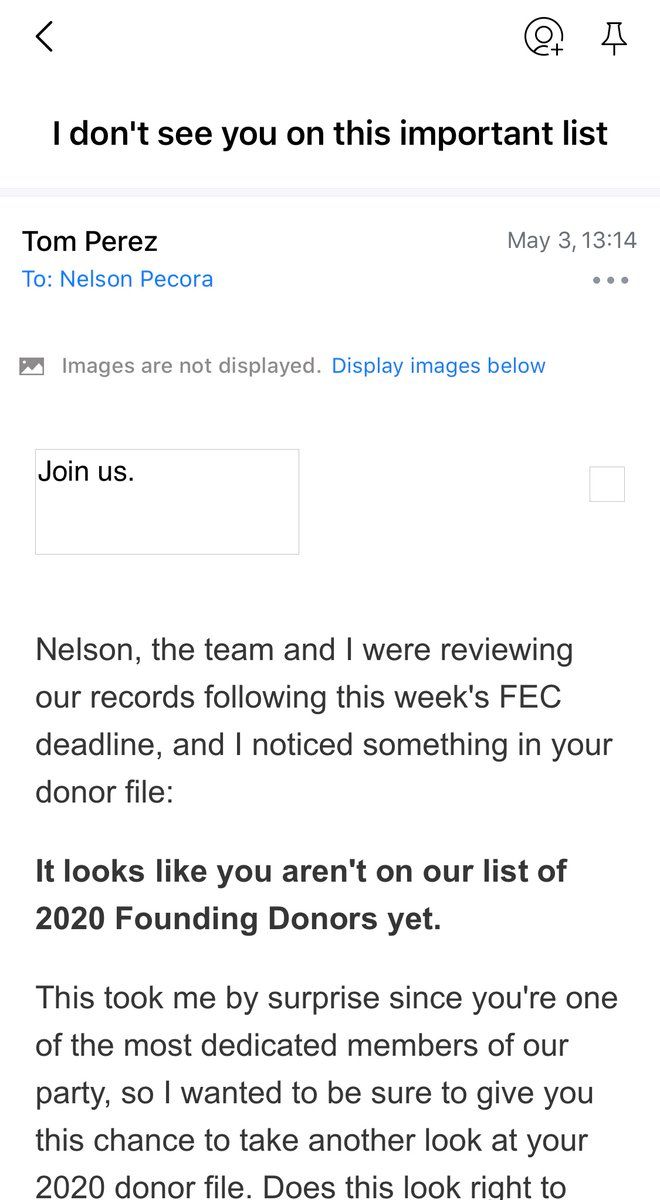 I don't see you on this important list
Tom Perez
May 3, 13:14
To: Nelson Pecora
Images are not displayed. Display images below
Join us.
Nelson, the team and I were reviewing
our records following this week's FEC
deadline, and I noticed something in your
donor file:
It looks like you aren't on our list of
2020 Founding Donors yet.
This took me by surprise since you're one
of the most dedicated members of our
party, so I wanted to be sure to give you
this chance to take another look at your
2020 donor file. Does this look right to